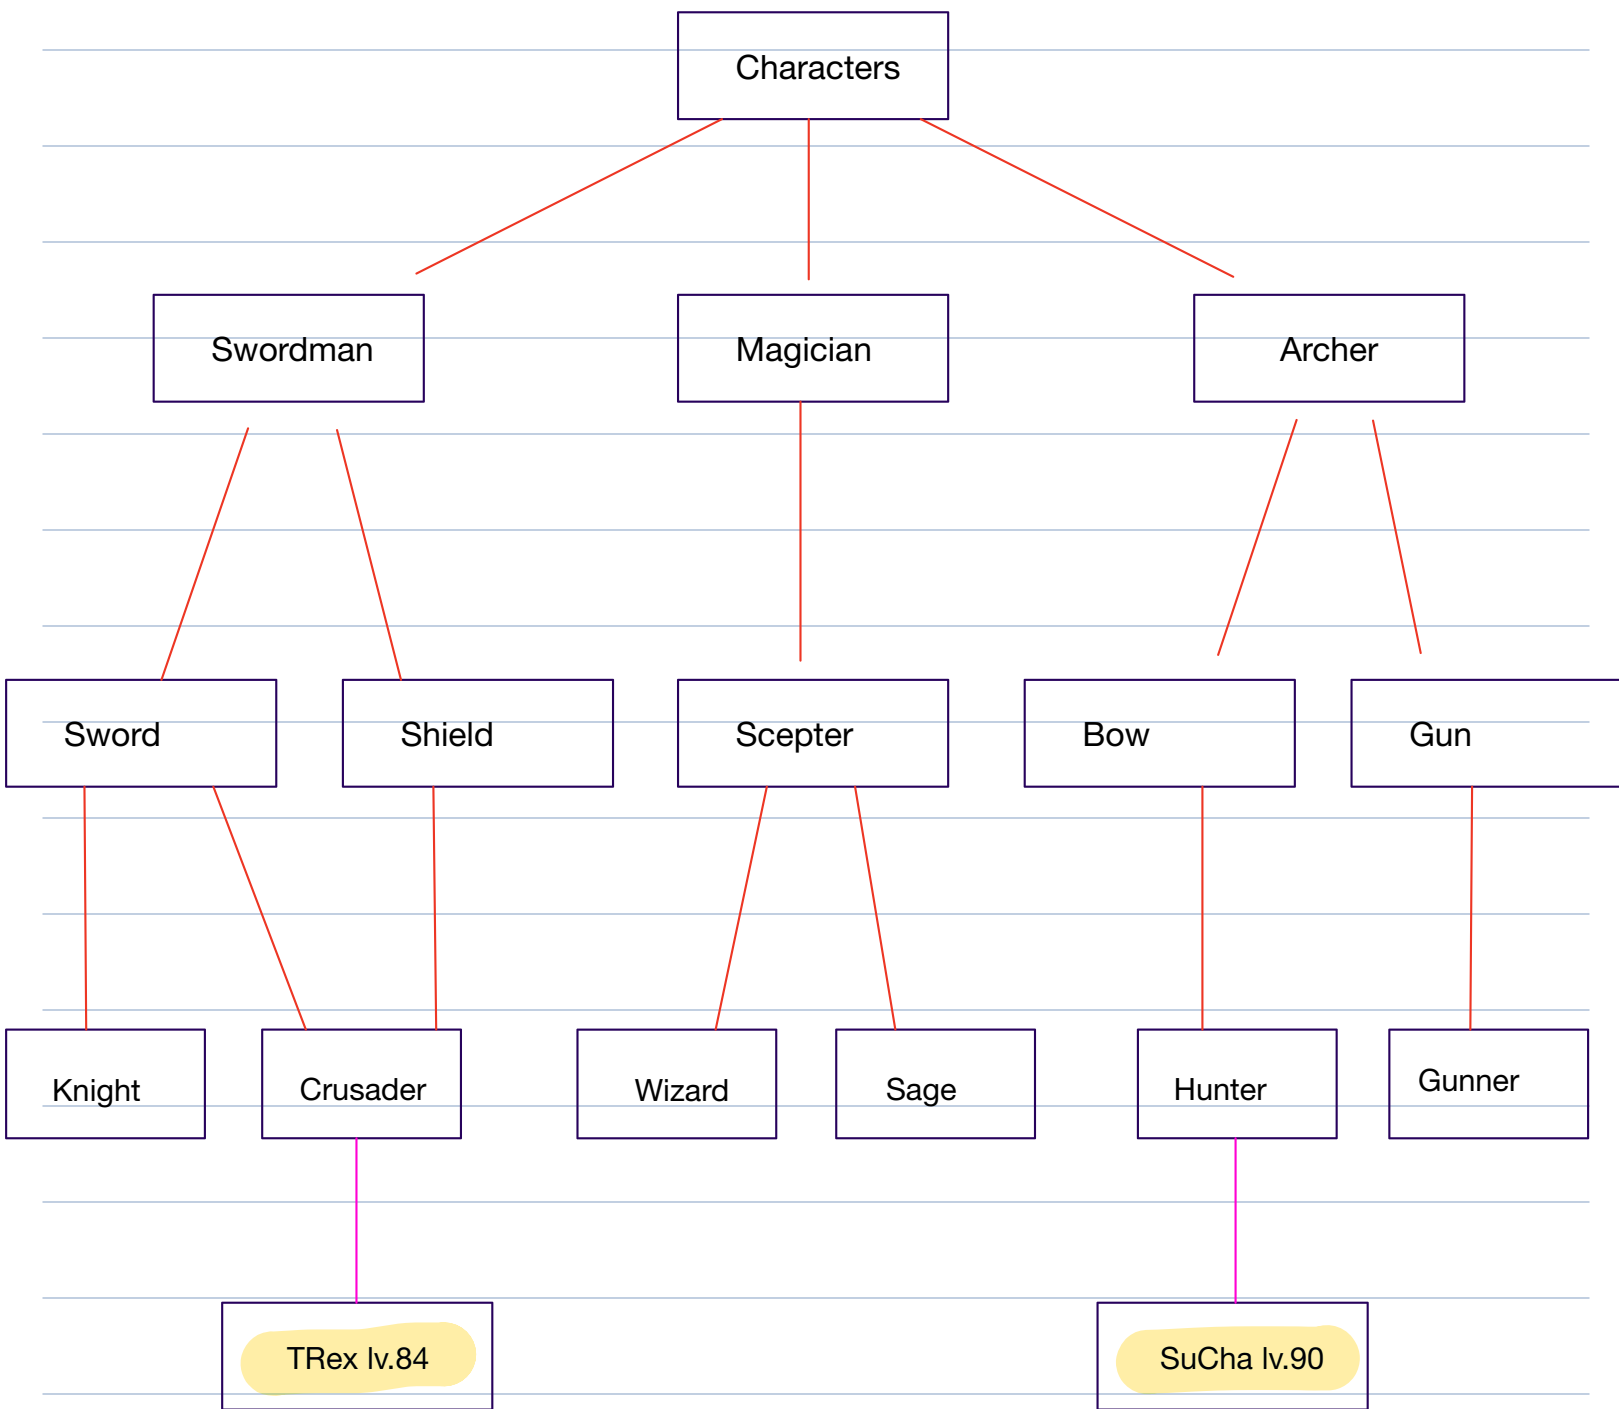 Characters
Swordman
Magician
Archer
Sword
Shield
Scepter
Bow
Gun
Knight
Crusader
Wizard
Sage
Hunter
Gunner
TRex lv.84
SuCha lv.90